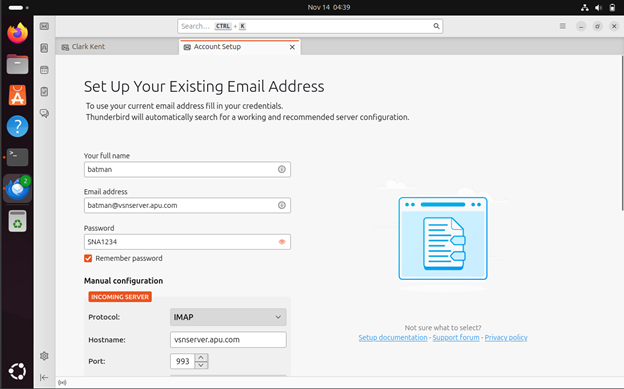 Nov 14 04:39
Search... CTRL + K
Clark Kent
Account Setup
Set Up Your Existing Email Address
To use your current email address fill in your credentials.
Thunderbird will automatically search for a working and recommended server configuration.
Your full name
batman
Email address
batman@vsnserver.apu.com
Password
SNA1234
Remember password
Manual configuration
INCOMING SERVER
Protocol:
IMAP
Hostname:
vsnserver.apu.com
Port:
993
Not sure what to select?
Setup documentation - Support forum - Privacy policy
2